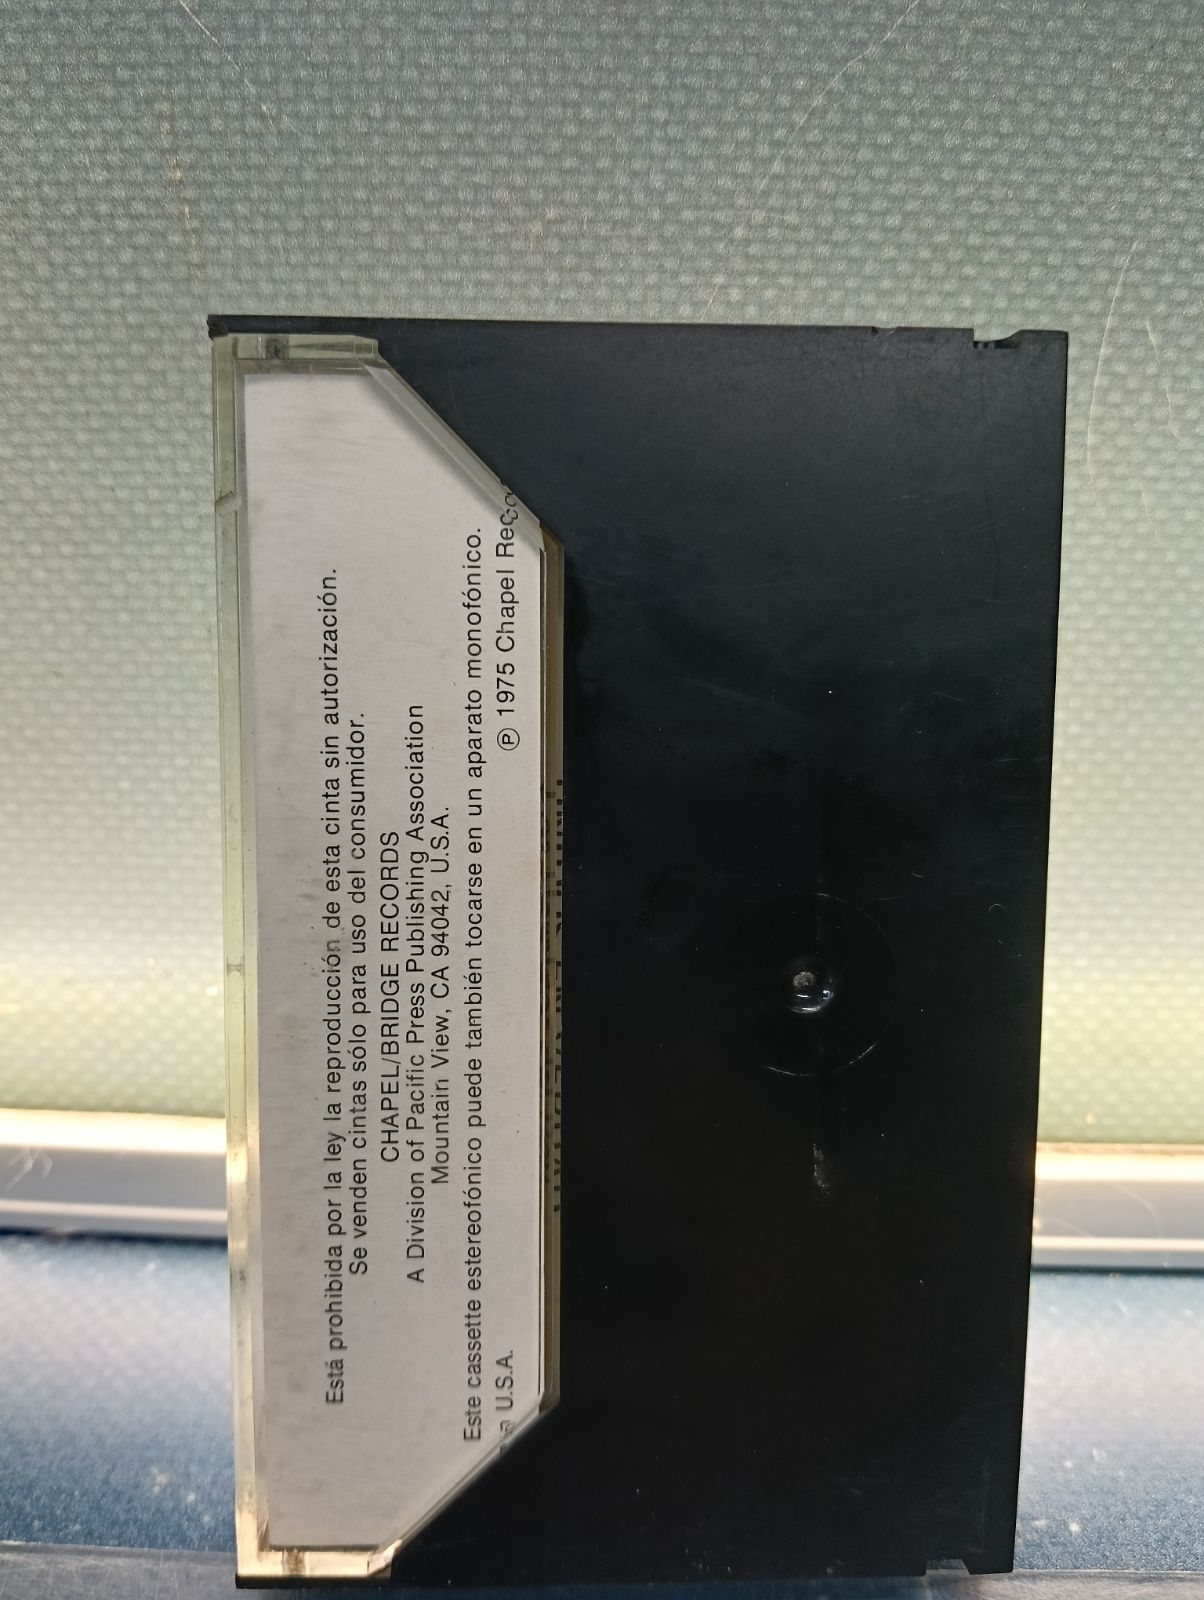 Está prohibida por la ley la reproducción de esta cinta sin autorización.
Se venden cintas sólo para uso del consumidor.
CHAPEL/BRIDGE RECORDS
A Division of Pacific Press Publishing Association
Mountain View, CA 94042, U.S.A.
Este cassette estereofónico puede también tocarse en un aparato monofónico.
U.S.A. ℗ 1975 Chapel